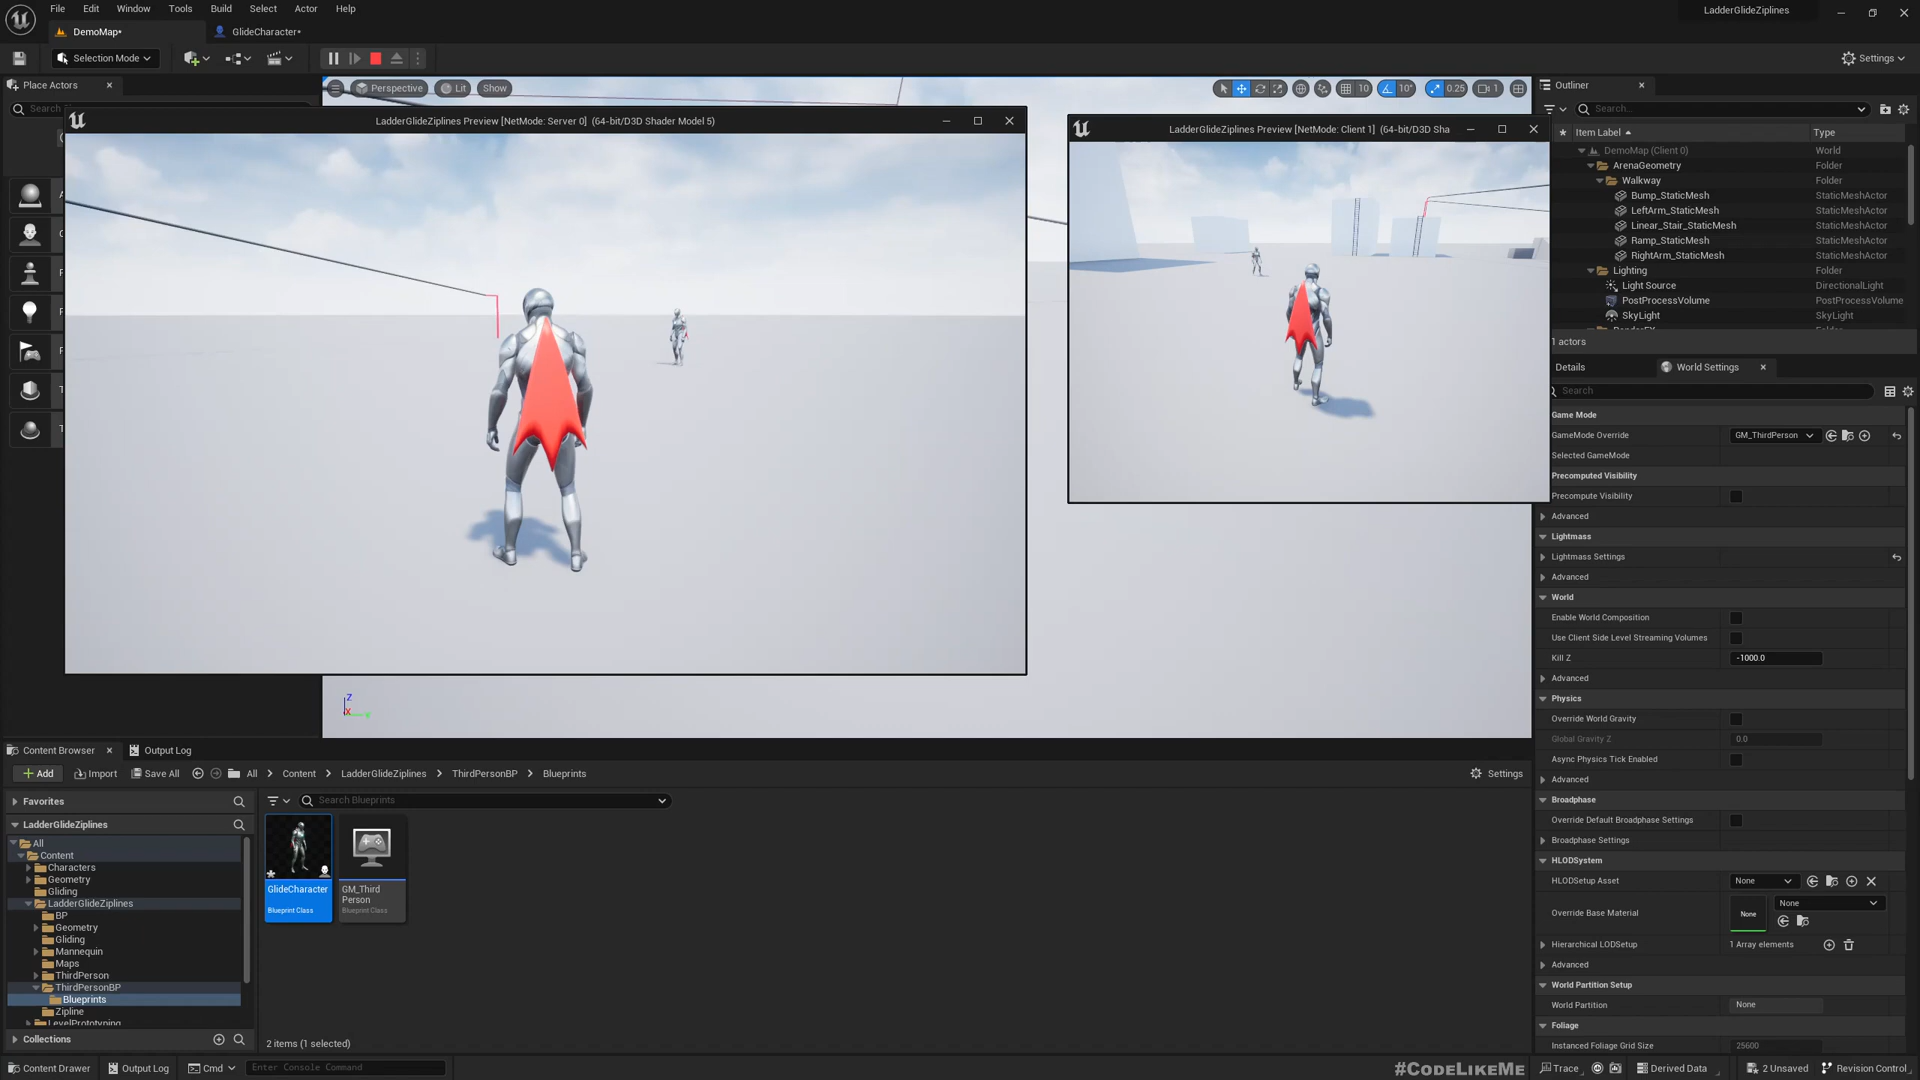 File Edit Window Tools Build Select Actor Help
LadderGlideZiplines
DemoMap•
GlideCharacter•
Selection Mode
Settings
Place Actors
Perspective
Lit
Show
10
10°
0.25
1
Outliner
Search
Search...
LadderGlideZiplines Preview [NetMode: Server 0] (64-bit/D3D Shader Model 5)
LadderGlideZiplines Preview [NetMode: Client 1] (64-bit/D3D Sha
Item Label
Type
DemoMap (Client 0) World
ArenaGeometry Folder
Walkway Folder
Bump_StaticMesh StaticMeshActor
LeftArm_StaticMesh StaticMeshActor
Linear_Stair_StaticMesh StaticMeshActor
Ramp_StaticMesh StaticMeshActor
RightArm_StaticMesh StaticMeshActor
Lighting Folder
Light Source DirectionalLight
PostProcessVolume PostProcessVolume
SkyLight SkyLight
1 actors
Details
World Settings
Search
Game Mode
GameMode Override GM_ThirdPerson
Selected GameMode
Precomputed Visibility
Precompute Visibility
Advanced
Lightmass
Lightmass Settings
Advanced
World
Enable World Composition
Use Client Side Level Streaming Volumes
Kill Z -1000.0
Advanced
Physics
Override World Gravity
Global Gravity Z 0.0
Async Physics Tick Enabled
Advanced
Broadphase
Override Default Broadphase Settings
Broadphase Settings
HLODSystem
HLODSetup Asset None
Override Base Material None None
Hierarchical LODSetup 1 Array elements
Advanced
World Partition Setup
World Partition None
Foliage
Instanced Foliage Grid Size 25600
Z
X
Content Browser
Output Log
Add
Import
Save All
All > Content > LadderGlideZiplines > ThirdPersonBP > Blueprints
Settings
Favorites
Search Blueprints
LadderGlideZiplines
All
Content
Characters
Geometry
Gliding
LadderGlideZiplines
BP
Geometry
Gliding
Mannequin
Maps
ThirdPerson
ThirdPersonBP
Blueprints
Zipline
LevelPrototyping
Collections
GlideCharacter
Blueprint Class
GM_Third
Person
Blueprint Class
2 items (1 selected)
Content Drawer
Output Log
Cmd
Enter Console Command
#CodeLikeMe
Trace
Derived Data
2 Unsaved
Revision Control